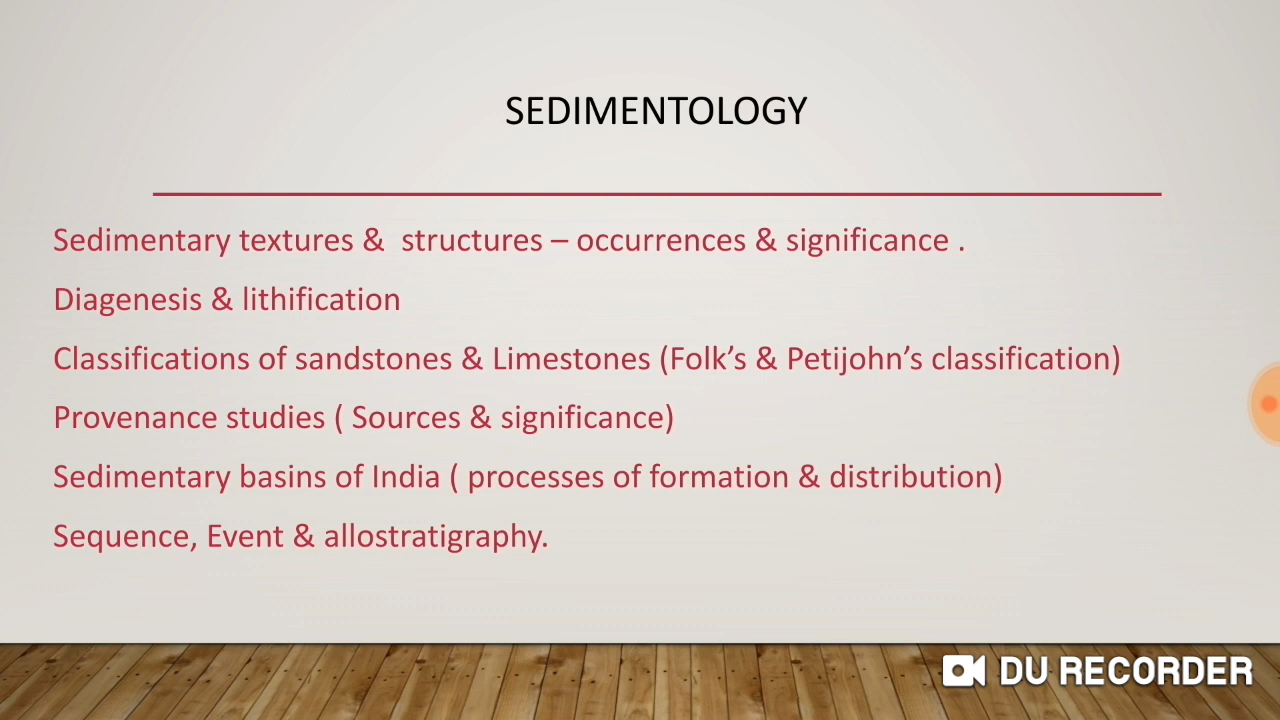 SEDIMENTOLOGY
Sedimentary textures &  structures – occurrences & significance .
Diagenesis & lithification
Classifications of sandstones & Limestones (Folk’s & Petijohn’s classification)
Provenance studies ( Sources & significance)
Sedimentary basins of India ( processes of formation & distribution)
Sequence, Event & allostratigraphy.
DU RECORDER